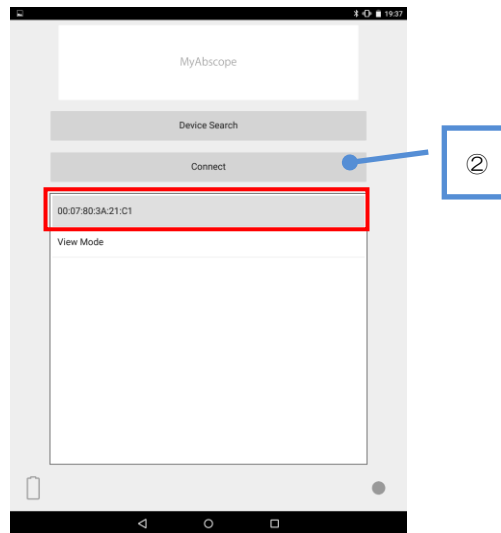 19:37
MyAbscope
Device Search
Connect
②
00:07:80:3A:21:C1
View Mode